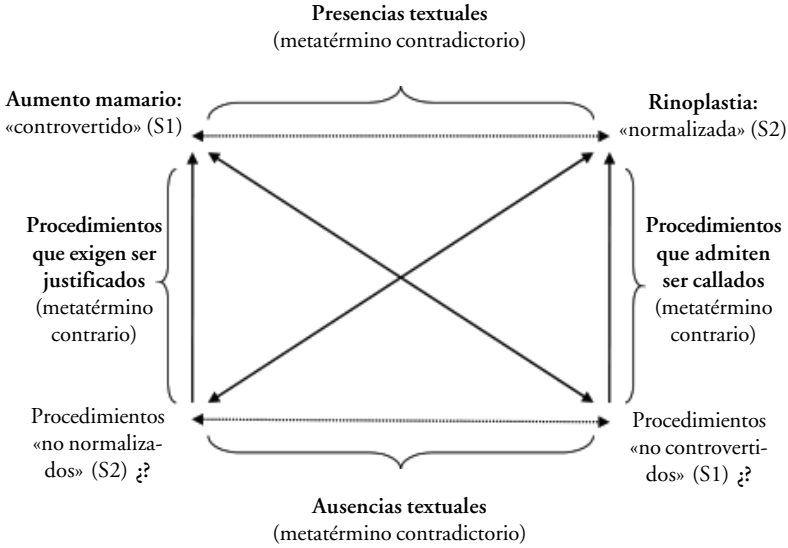 Presencias textuales
(metatérmino contradictorio)
Aumento mamario:
«controvertido» (S1)
Rinoplastia:
«normalizada» (S2)
Procedimientos
que exigen ser
justificados
(metatérmino
contrario)
Procedimientos
que admiten
ser callados
(metatérmino
contrario)
Procedimientos
«no normaliza-
dos» (S2) ¿?
Procedimientos
«no controverti-
dos» (S1) ¿?
Ausencias textuales
(metatérmino contradictorio)